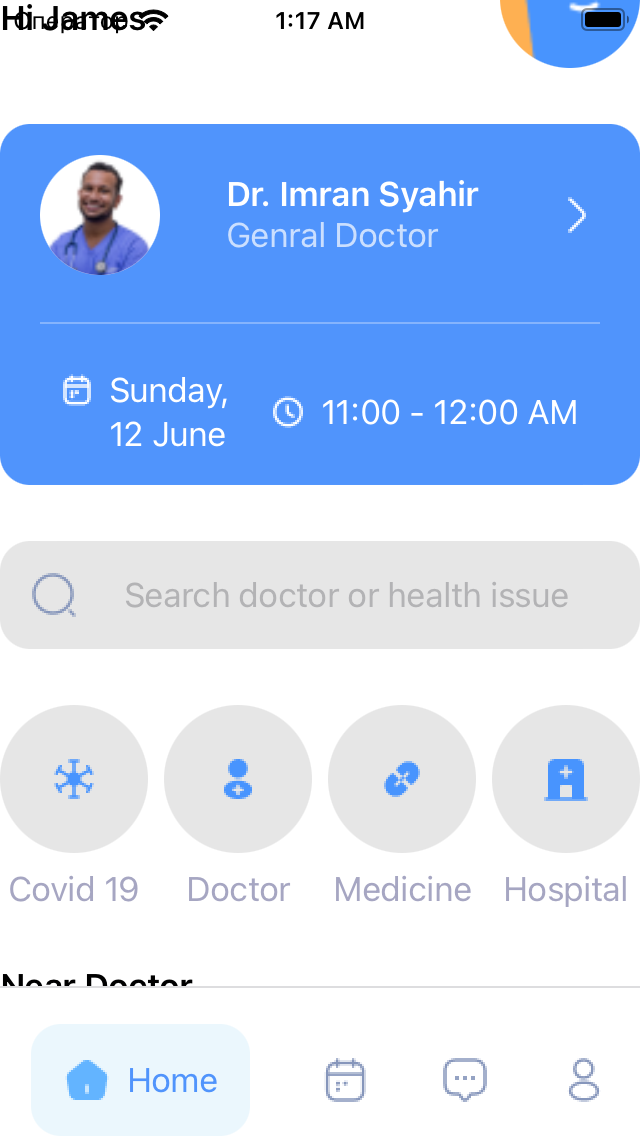 Оператор 1:17 AM
Hi James
Dr. Imran Syahir
Genral Doctor
Sunday,
12 June
11:00 - 12:00 AM
Search doctor or health issue
Covid 19 Doctor Medicine Hospital
Near Doctor
Home